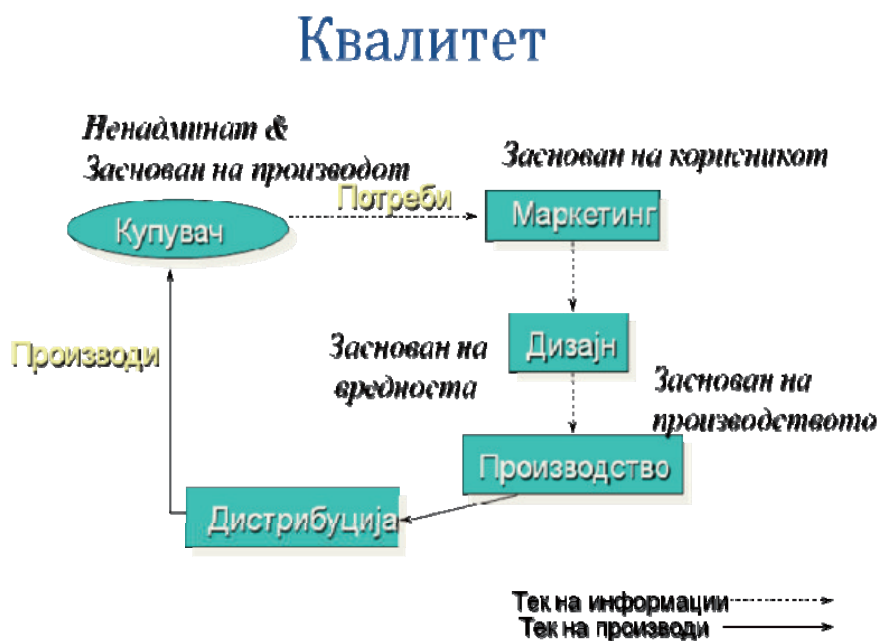 Квалитет
Ненадминат &
Заснован на производот
Заснован на корисникот
Потреби
Купувач
Маркетинг
Производи
Заснован на
вредноста
Дизајн
Заснован на
производството
Производство
Дистрибуција
Тек на информации
Тек на производи